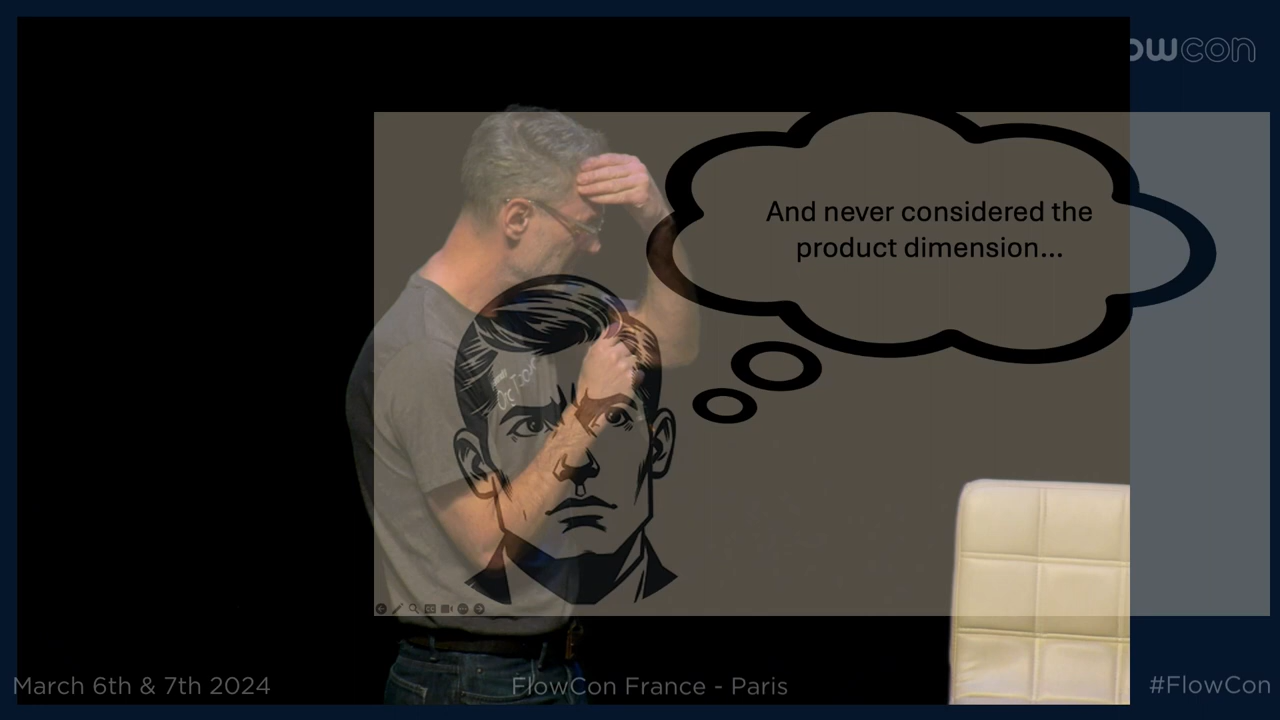 owcon
And never considered the
product dimension...
March 6th & 7th 2024
FlowCon France - Paris
#FlowCon